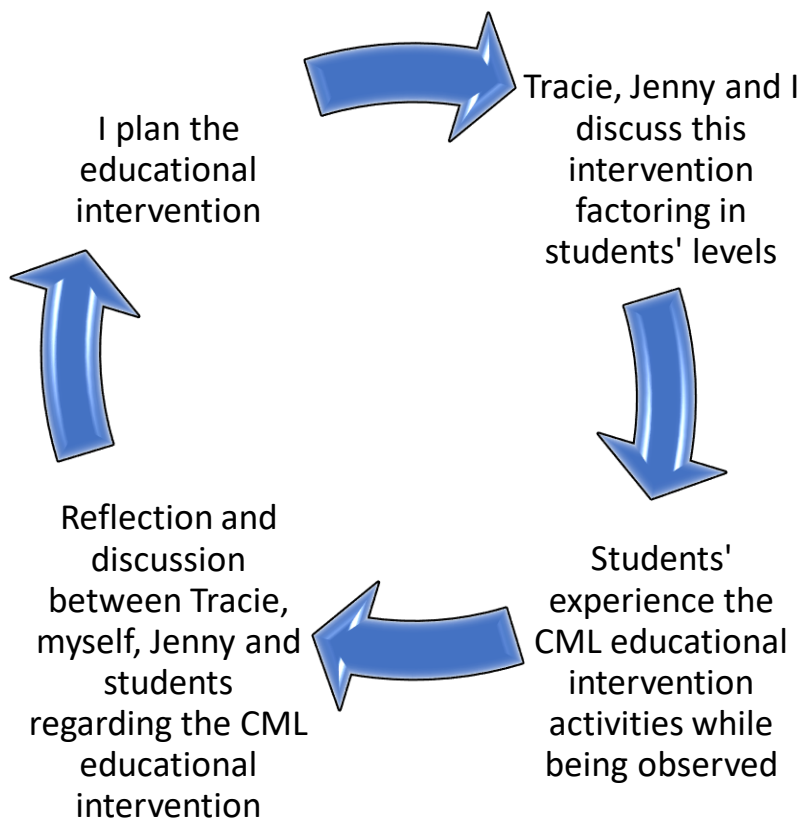 I plan the
educational
intervention
Tracie, Jenny and I
discuss this
intervention
factoring in
students' levels
Students'
experience the
CML educational
intervention
activities while
being observed
Reflection and
discussion
between Tracie,
myself, Jenny and
students
regarding the CML
educational
intervention